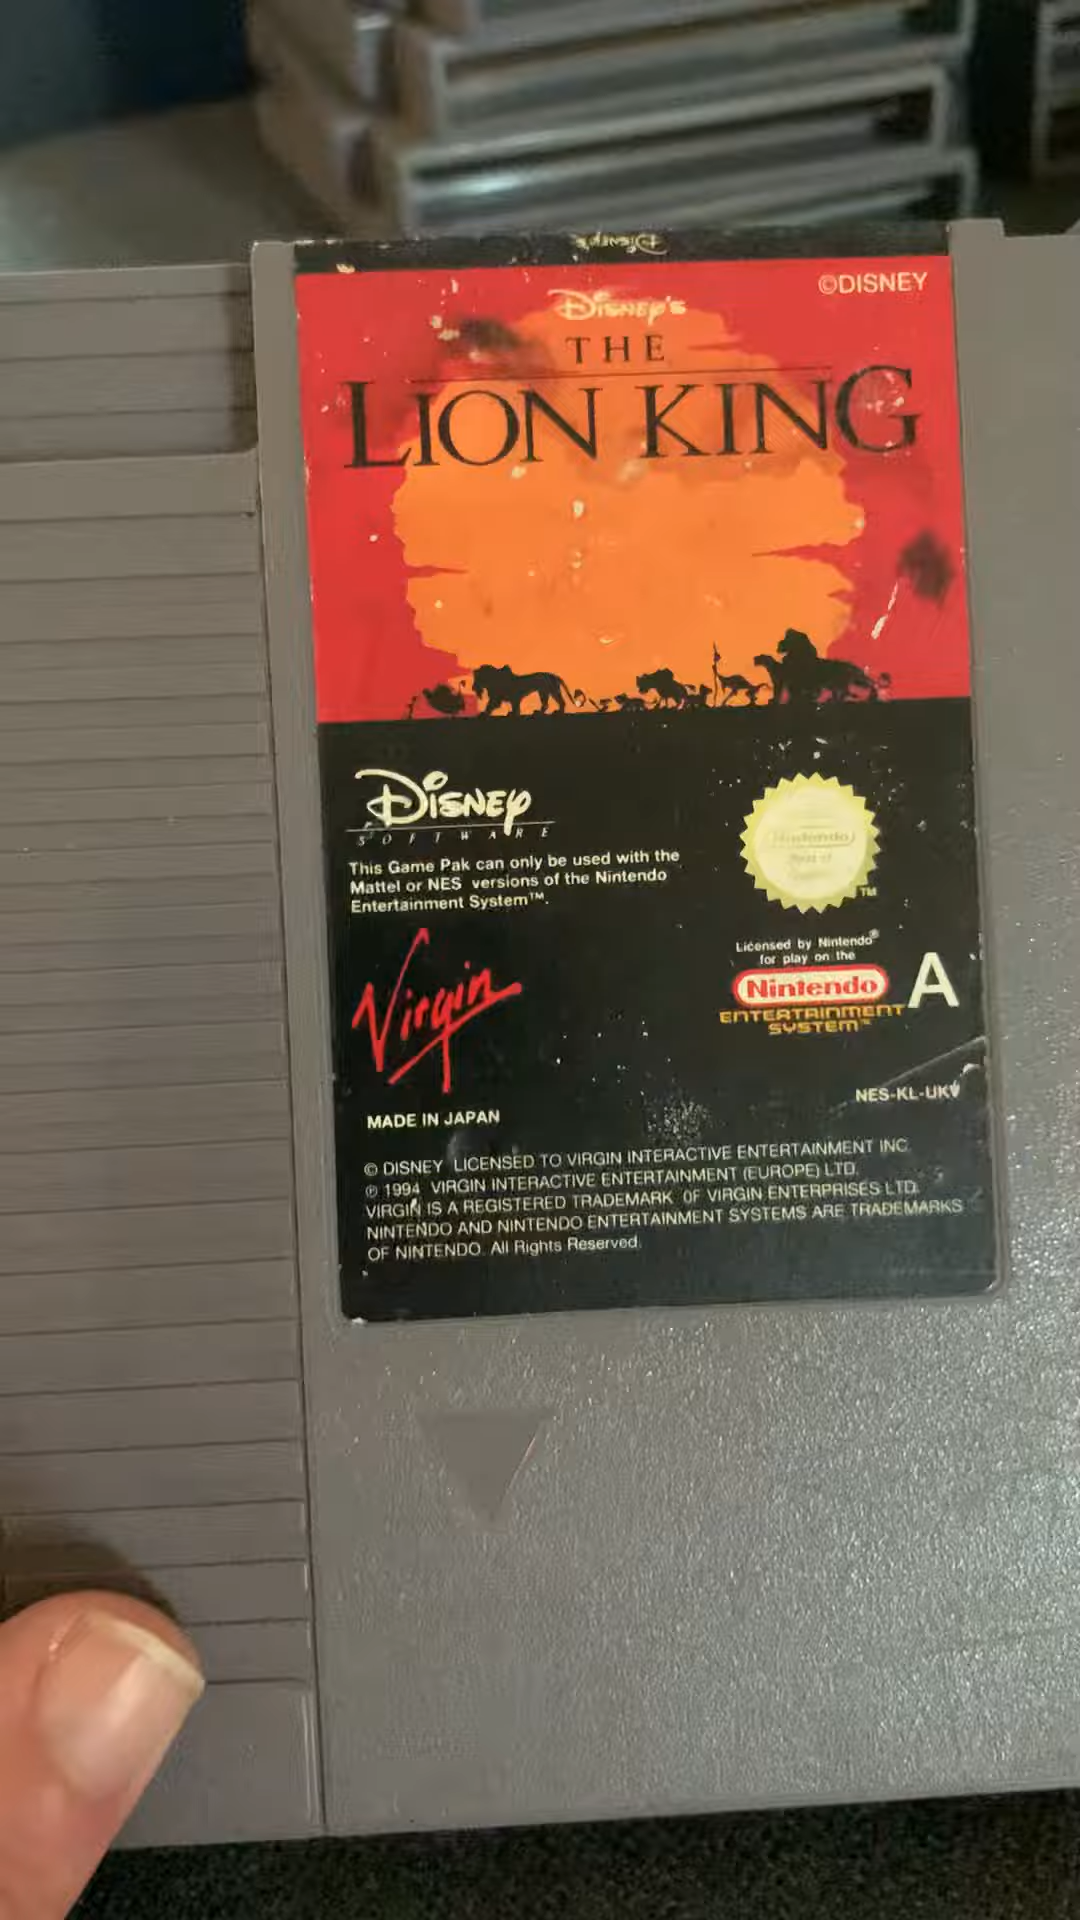 Disney's
©DISNEY
Disney's
THE
LION KING
Disney
SOFTWARE
This Game Pak can only be used with the
Mattel or NES versions of the Nintendo
Entertainment System™.
Nintendo
TM
Licensed by Nintendo®
for play on the
Nintendo
ENTERTAINMENT
SYSTEM™
A
Virgin
NES-KL-UKV
MADE IN JAPAN
© DISNEY LICENSED TO VIRGIN INTERACTIVE ENTERTAINMENT INC.
℗ 1994 VIRGIN INTERACTIVE ENTERTAINMENT (EUROPE) LTD.
VIRGIN IS A REGISTERED TRADEMARK OF VIRGIN ENTERPRISES LTD.
NINTENDO AND NINTENDO ENTERTAINMENT SYSTEMS ARE TRADEMARKS
OF NINTENDO. All Rights Reserved.